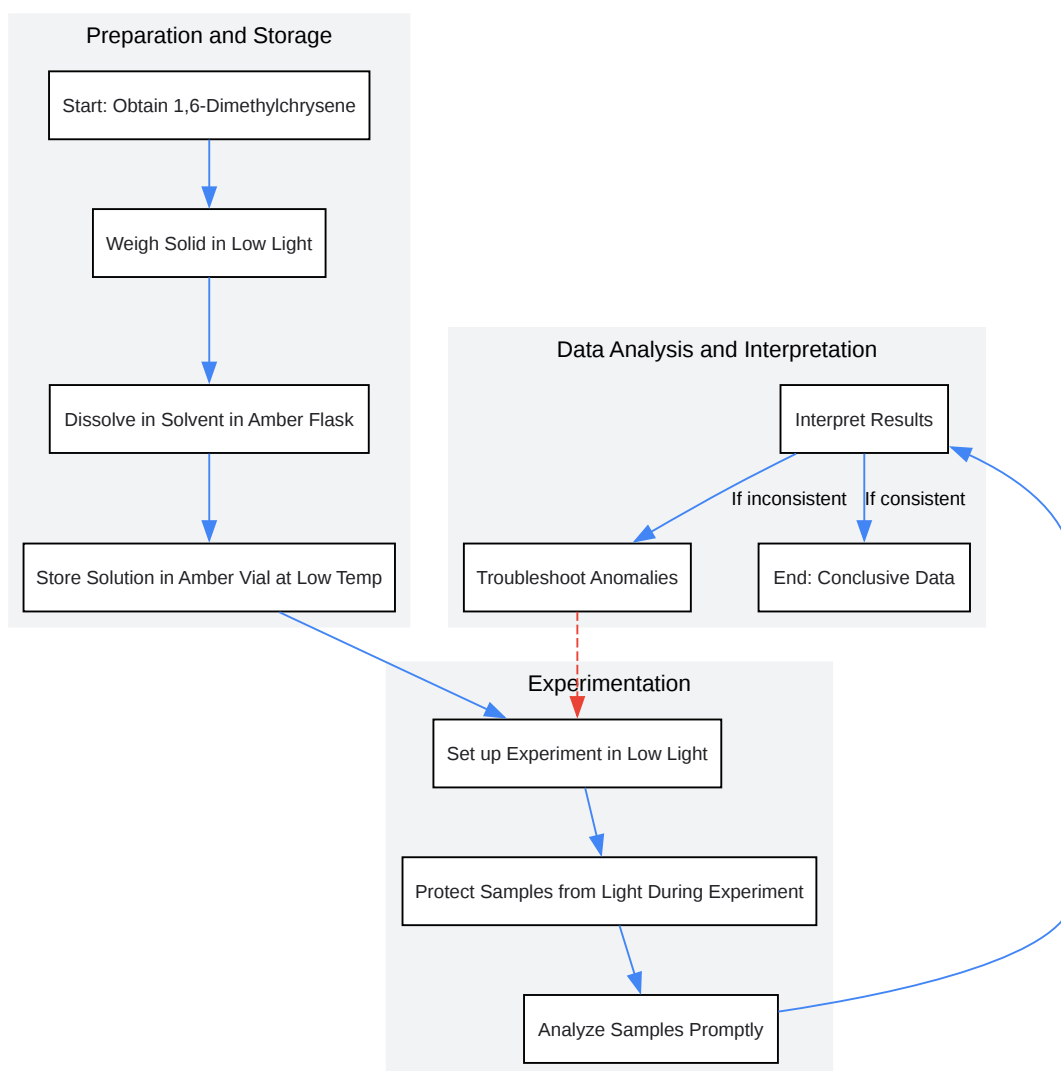 Preparation and Storage
Start: Obtain 1,6-Dimethylchrysene
Weigh Solid in Low Light
Dissolve in Solvent in Amber Flask
Store Solution in Amber Vial at Low Temp
Data Analysis and Interpretation
Interpret Results
If inconsistent
If consistent
Troubleshoot Anomalies
End: Conclusive Data
Experimentation
Set up Experiment in Low Light
Protect Samples from Light During Experiment
Analyze Samples Promptly